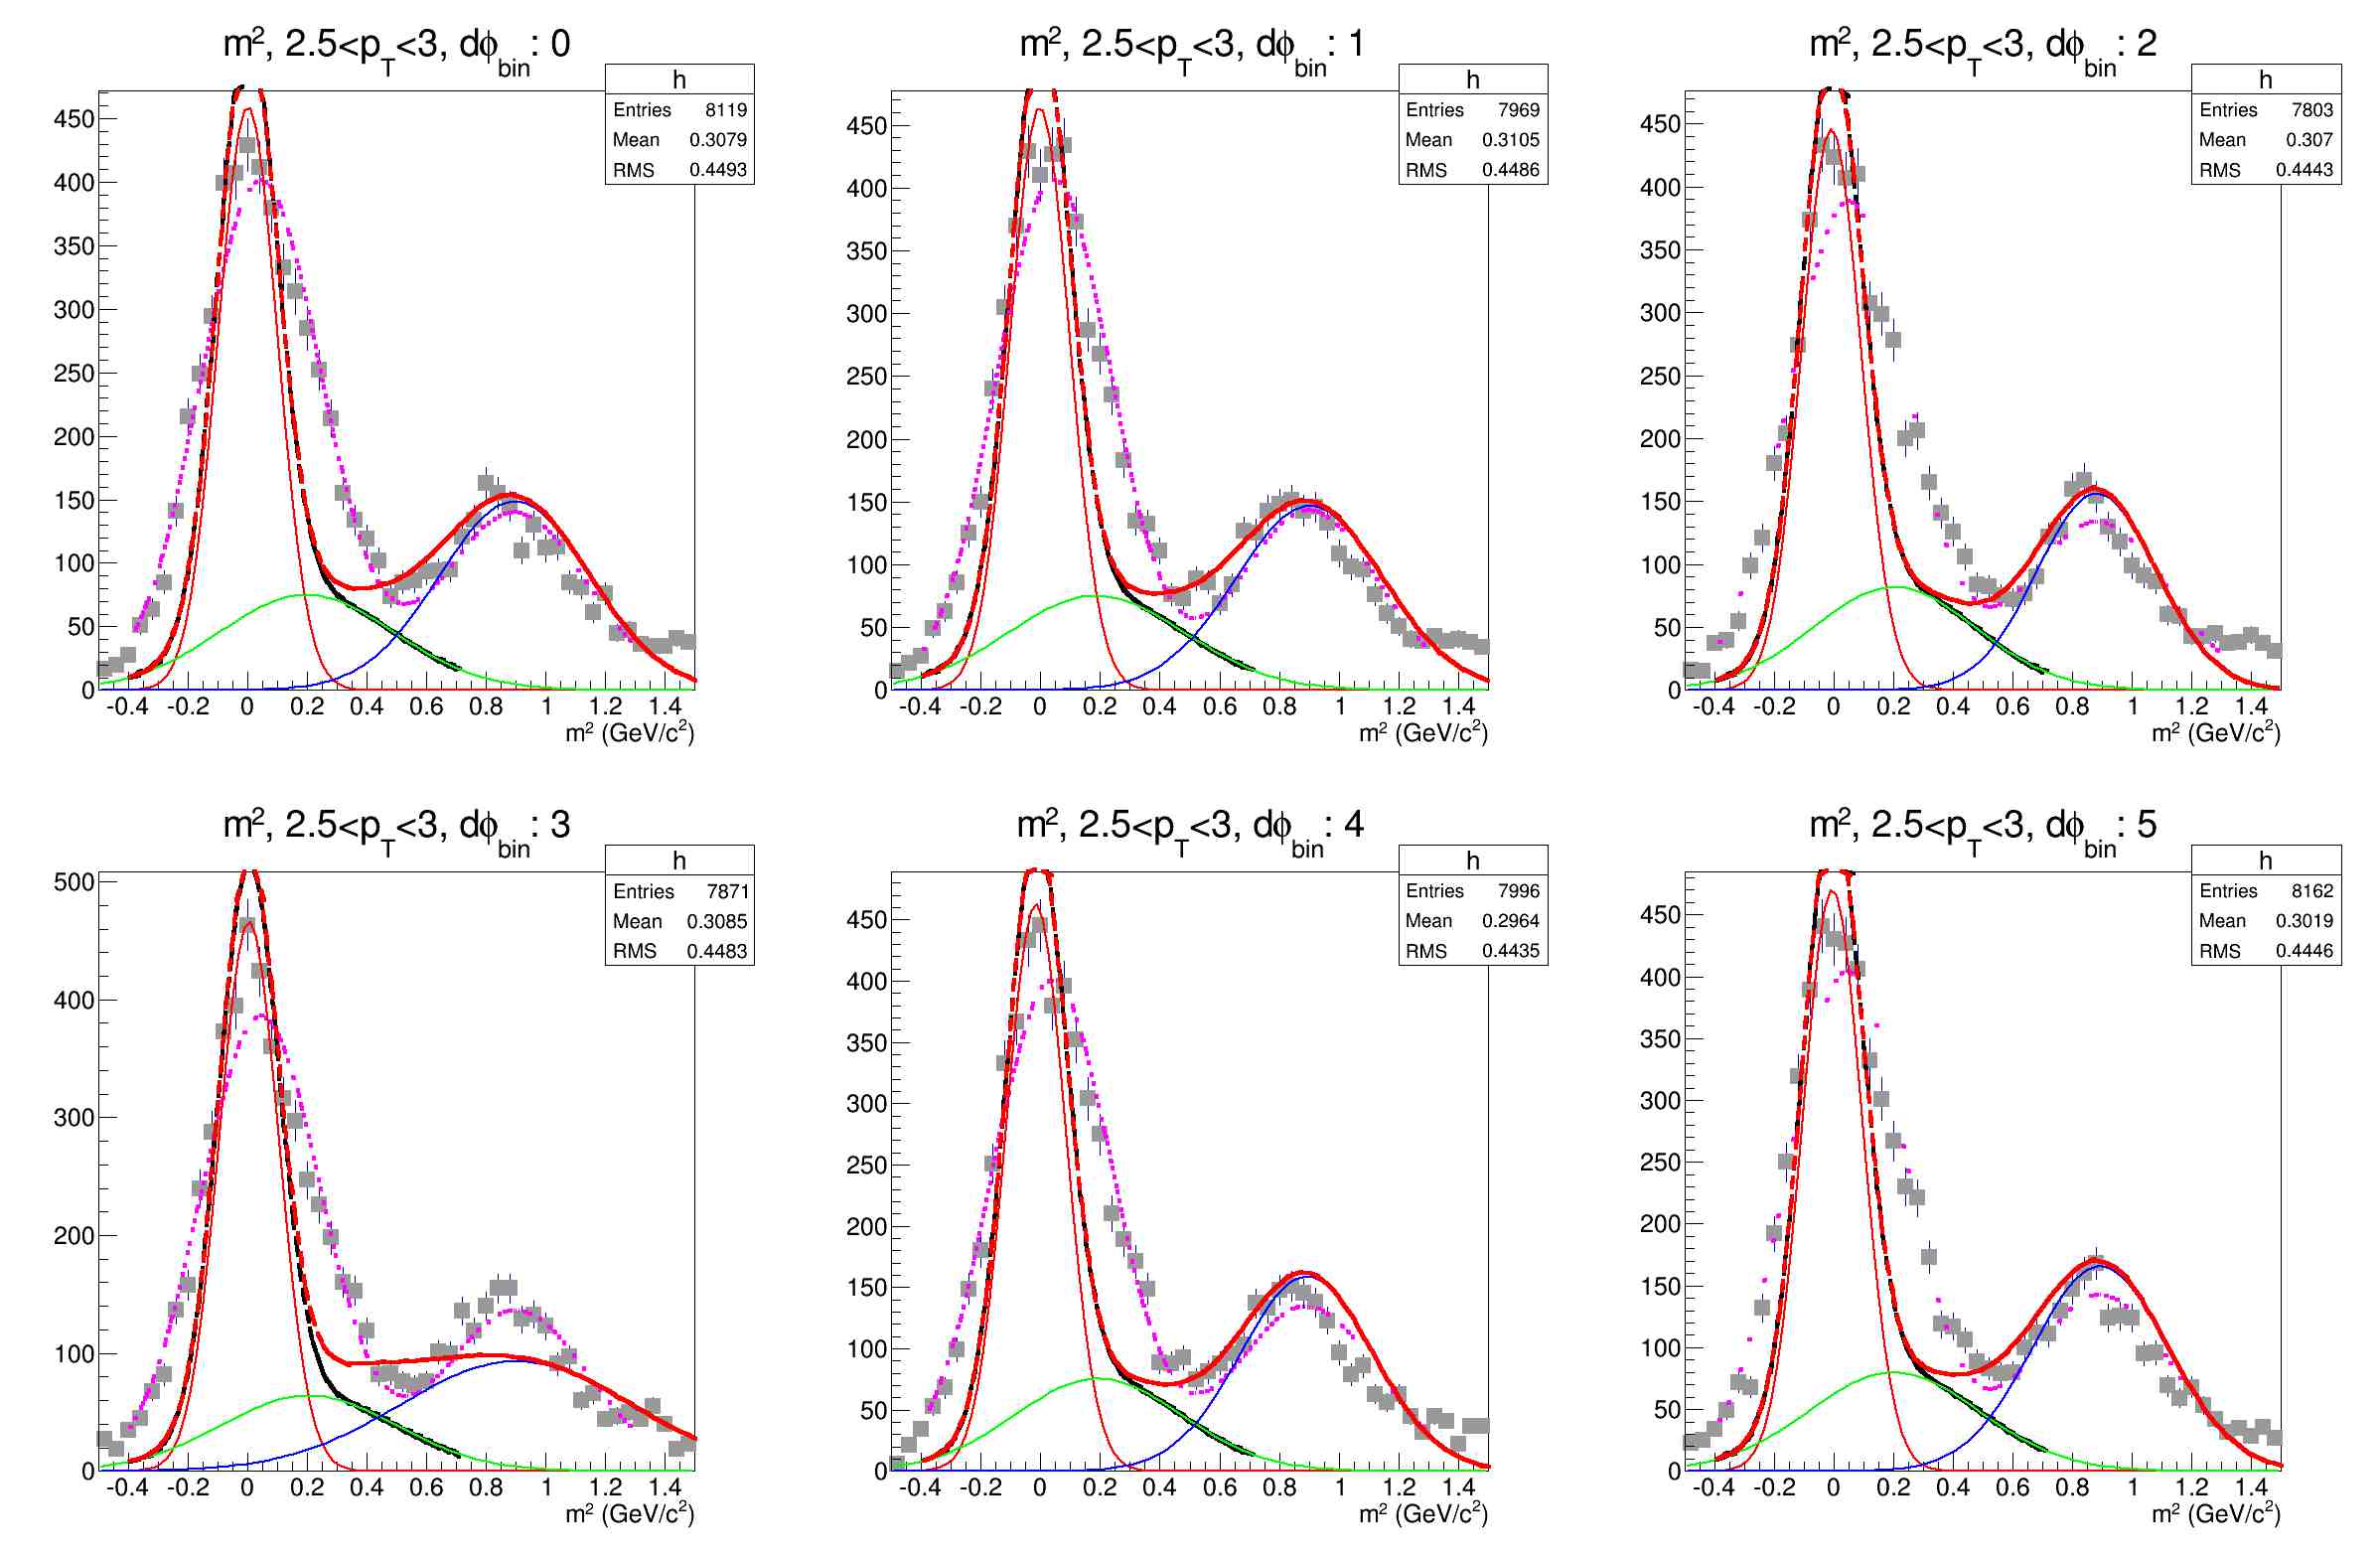 m², 2.5<p_T<3, dϕ_bin : 0
h
Entries 8119
Mean 0.3079
RMS 0.4493
450
400
350
300
250
200
150
100
50
0
-0.4 -0.2 0 0.2 0.4 0.6 0.8 1 1.2 1.4
m² (GeV/c²)
m², 2.5<p_T<3, dϕ_bin : 1
h
Entries 7969
Mean 0.3105
RMS 0.4486
450
400
350
300
250
200
150
100
50
0
-0.4 -0.2 0 0.2 0.4 0.6 0.8 1 1.2 1.4
m² (GeV/c²)
m², 2.5<p_T<3, dϕ_bin : 2
h
Entries 7803
Mean 0.307
RMS 0.4443
450
400
350
300
250
200
150
100
50
0
-0.4 -0.2 0 0.2 0.4 0.6 0.8 1 1.2 1.4
m² (GeV/c²)
m², 2.5<p_T<3, dϕ_bin : 3
h
Entries 7871
Mean 0.3085
RMS 0.4483
500
400
300
200
100
0
-0.4 -0.2 0 0.2 0.4 0.6 0.8 1 1.2 1.4
m² (GeV/c²)
m², 2.5<p_T<3, dϕ_bin : 4
h
Entries 7996
Mean 0.2964
RMS 0.4435
450
400
350
300
250
200
150
100
50
0
-0.4 -0.2 0 0.2 0.4 0.6 0.8 1 1.2 1.4
m² (GeV/c²)
m², 2.5<p_T<3, dϕ_bin : 5
h
Entries 8162
Mean 0.3019
RMS 0.4446
450
400
350
300
250
200
150
100
50
0
-0.4 -0.2 0 0.2 0.4 0.6 0.8 1 1.2 1.4
m² (GeV/c²)